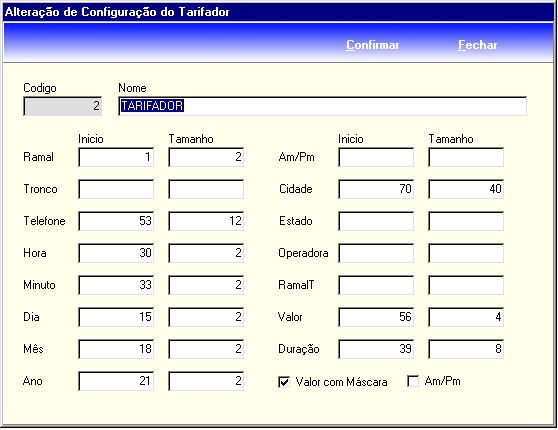 Alteração de Configuração do Tarifador
Confirmar Fechar
Codigo Nome
2 TARIFADOR
Inicio Tamanho Inicio Tamanho
Ramal 1 2 Am/Pm
Tronco Cidade 70 40
Telefone 53 12 Estado
Hora 30 2 Operadora
Minuto 33 2 RamalT
Dia 15 2 Valor 56 4
Mês 18 2 Duração 39 8
Ano 21 2 Valor com Máscara Am/Pm